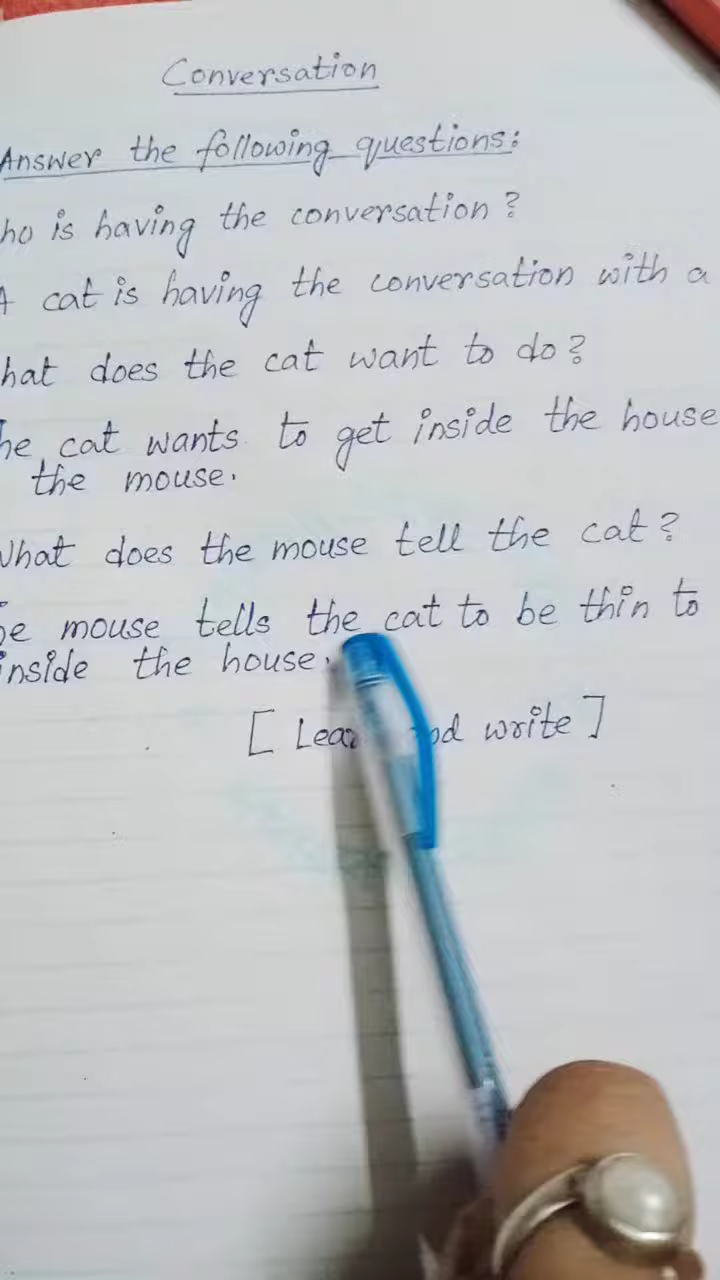 Conversation
Answer the following questions:
ho is having the conversation?
A cat is having the conversation with a
hat does the cat want to do?
he cat wants to get inside the house
the mouse.
What does the mouse tell the cat?
e mouse tells the cat to be thin to
inside the house.
[ write ]